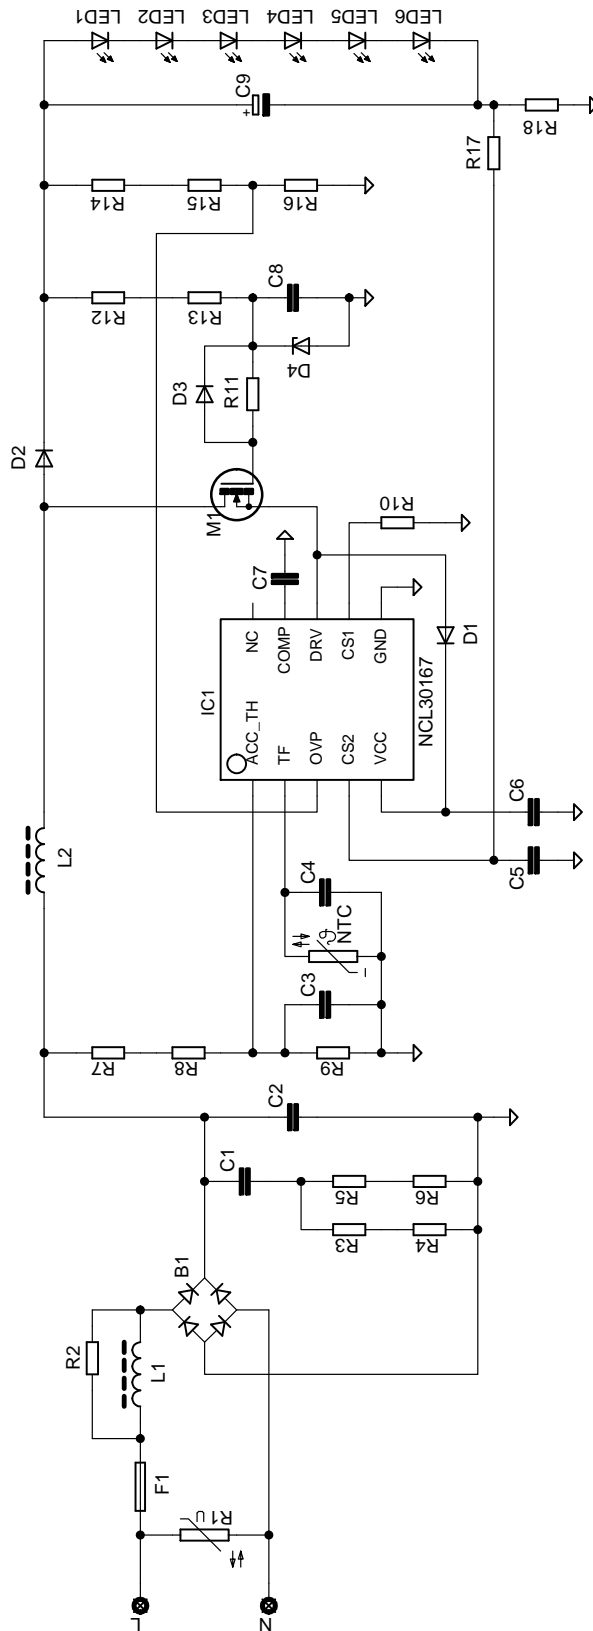 L
N
F1
R1
U
R2
L1
B1
C1
R3
R4
R5
R6
C2
R7
R8
R9
C3
NTC
ϑ
C4
L2
IC1
NCL30167
ACC_TH
TF
OVP
CS2
VCC
NC
COMP
DRV
CS1
GND
C5
C6
C7
D1
R10
M1
D2
D3
R11
D4
R12
R13
C8
R14
R15
R16
C9
+
R17
R18
LED1
LED2
LED3
LED4
LED5
LED6